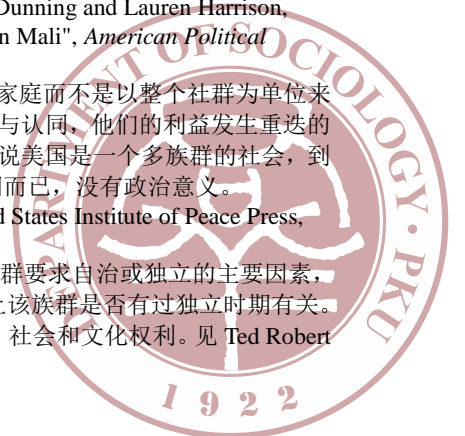 Dunning and Lauren Harrison,
n Mali", American Political
家庭而不是以整个社群为单位来
与认同，他们的利益发生重迭的
说美国是一个多族群的社会，到
而已，没有政治意义。
d States Institute of Peace Press,
群要求自治或独立的主要因素，
上该族群是否有过独立时期有关。
社会和文化权利。见 Ted Robert
DEPARTMENT OF SOCIOLOGY · PKU
1922